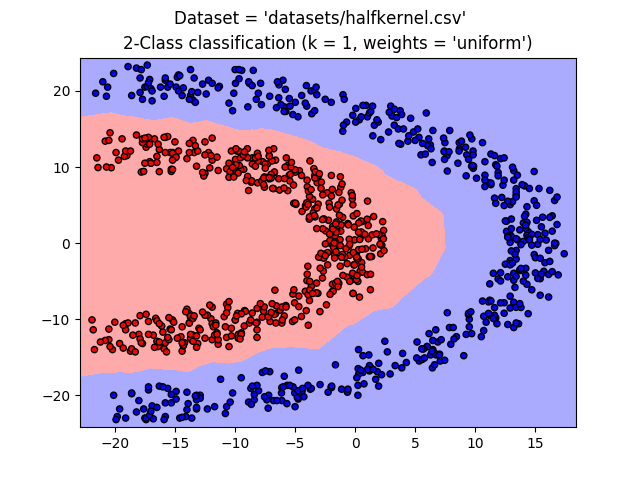 Dataset = 'datasets/halfkernel.csv'
2-Class classification (k = 1, weights = 'uniform')
20
10
0
−10
−20
−20 −15 −10 −5 0 5 10 15